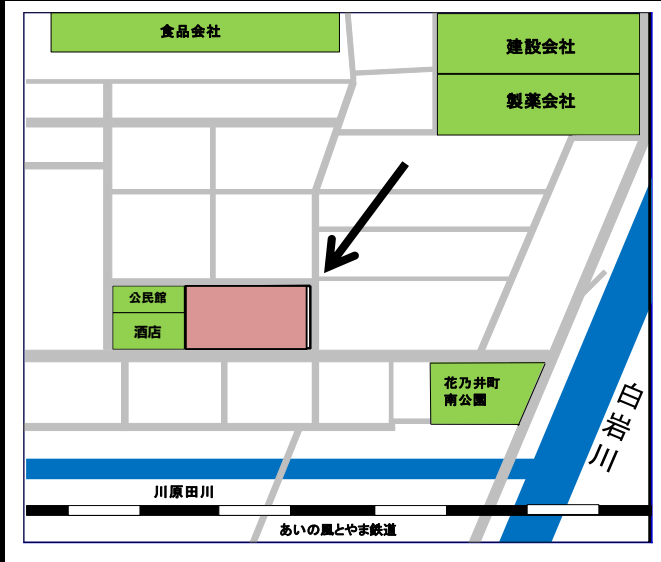 食品会社
建設会社
製薬会社
公民館
酒店
花乃井町
南公園
白岩川
川原田川
あいの風とやま鉄道